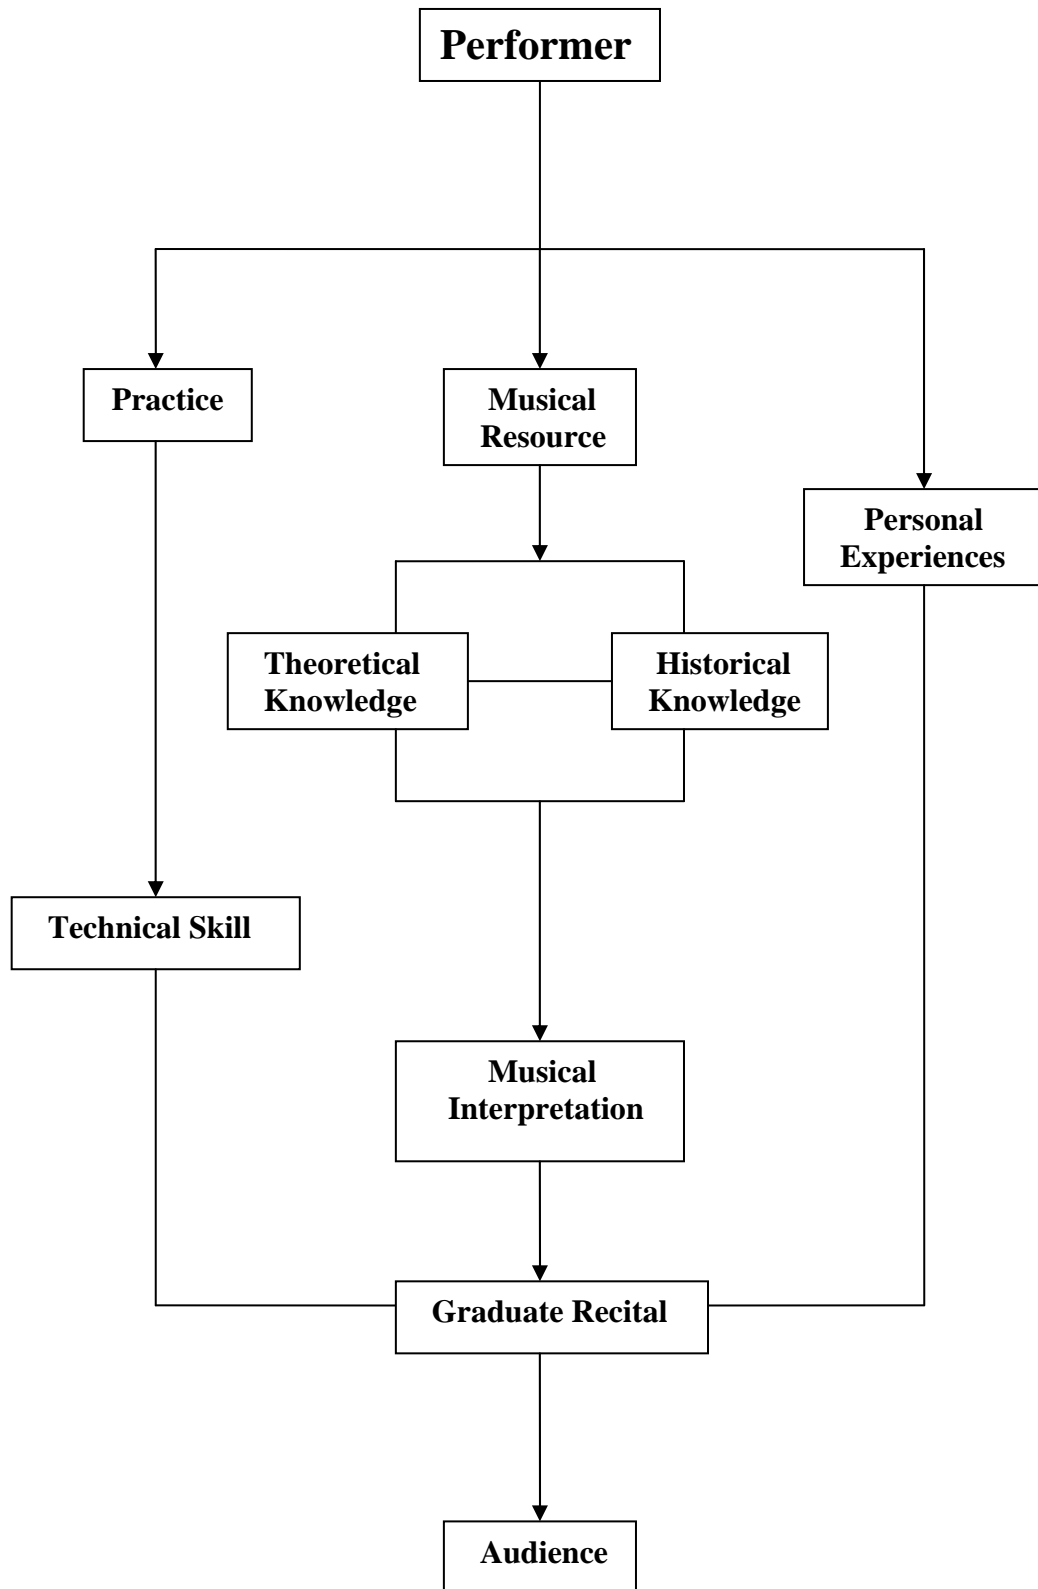 Performer
Practice
Musical
Resource
Personal
Experiences
Theoretical
Knowledge
Historical
Knowledge
Technical Skill
Musical
Interpretation
Graduate Recital
Audience